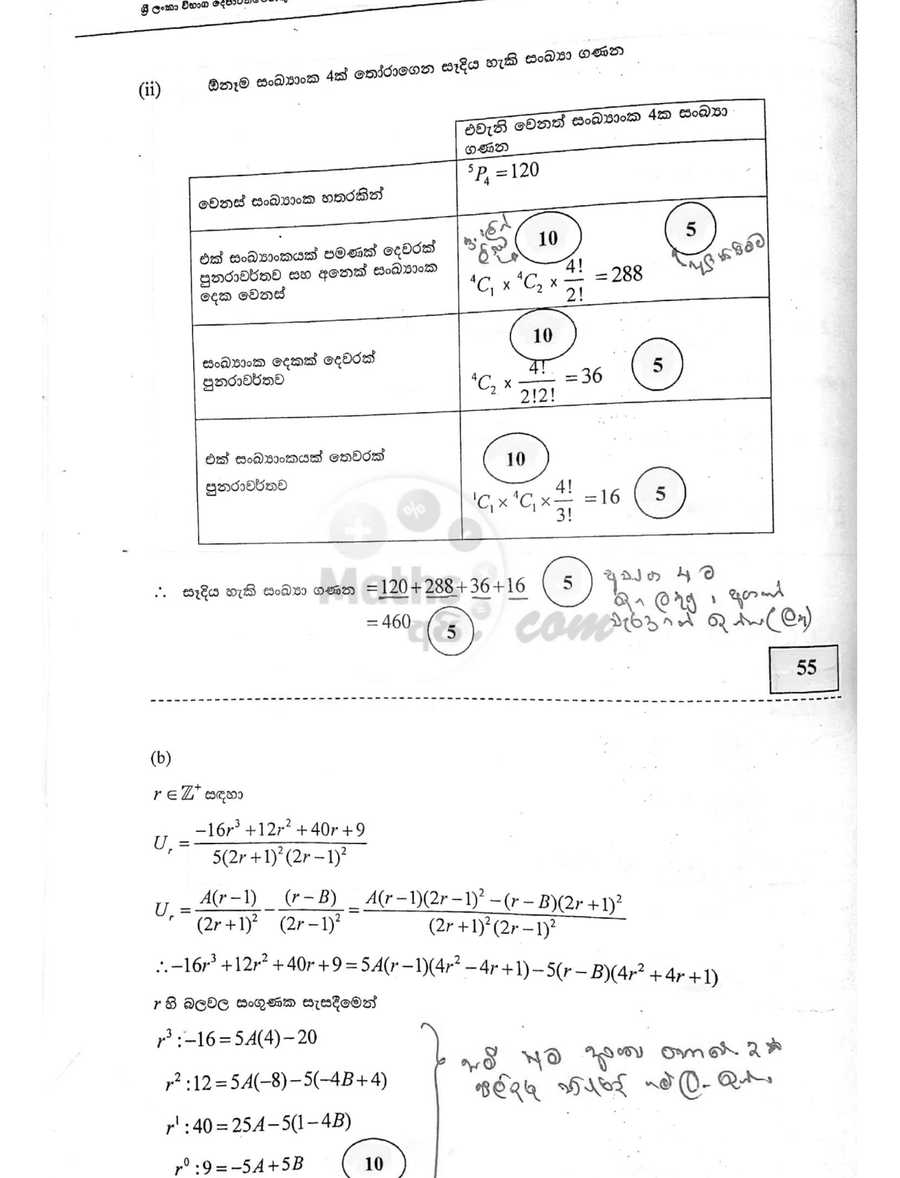 ශ්‍රී ලංකා විභාග
(ii) ඕනෑම සංඛ්‍යාංක 4ක් තෝරාගෙන සෑදිය හැකි සංඛ්‍යා ගණන
එවැනි වෙනත් සංඛ්‍යාංක 4ක සංඛ්‍යා
ගණන
වෙනස් සංඛ්‍යාංක හතරකින්
⁵P₄ = 120
එක් සංඛ්‍යාංකයක් පමණක් දෙවරක්
පුනරාවර්තව සහ අනෙක් සංඛ්‍යාංක
දෙක වෙනස්
10 5
⁴C₁ × ⁴C₂ × 4!/2! = 288
සංඛ්‍යාංක දෙකක් දෙවරක්
පුනරාවර්තව
10
⁴C₂ × 4!/2!2! = 36 5
එක් සංඛ්‍යාංකයක් තෙවරක්
පුනරාවර්තව
10
¹C₁ × ⁴C₁ × 4!/3! = 16 5
∴ සෑදිය හැකි සංඛ්‍යා ගණන = 120 + 288 + 36 + 16 5
= 460 5
Maths
අපි. com
55
(b)
r ∈ ℤ⁺ සඳහා
Uᵣ = (−16r³ + 12r² + 40r + 9)/(5(2r+1)²(2r−1)²)
Uᵣ = A(r−1)/(2r+1)² − (r−B)/(2r−1)² = (A(r−1)(2r−1)² − (r−B)(2r+1)²)/((2r+1)²(2r−1)²)
∴ −16r³ + 12r² + 40r + 9 = 5A(r−1)(4r² − 4r + 1) − 5(r−B)(4r² + 4r + 1)
r හි බලවල සංගුණක සැසදීමෙන්
r³ : −16 = 5A(4) − 20
r² : 12 = 5A(−8) − 5(−4B + 4)
r¹ : 40 = 25A − 5(1 − 4B)
r⁰ : 9 = −5A + 5B 10